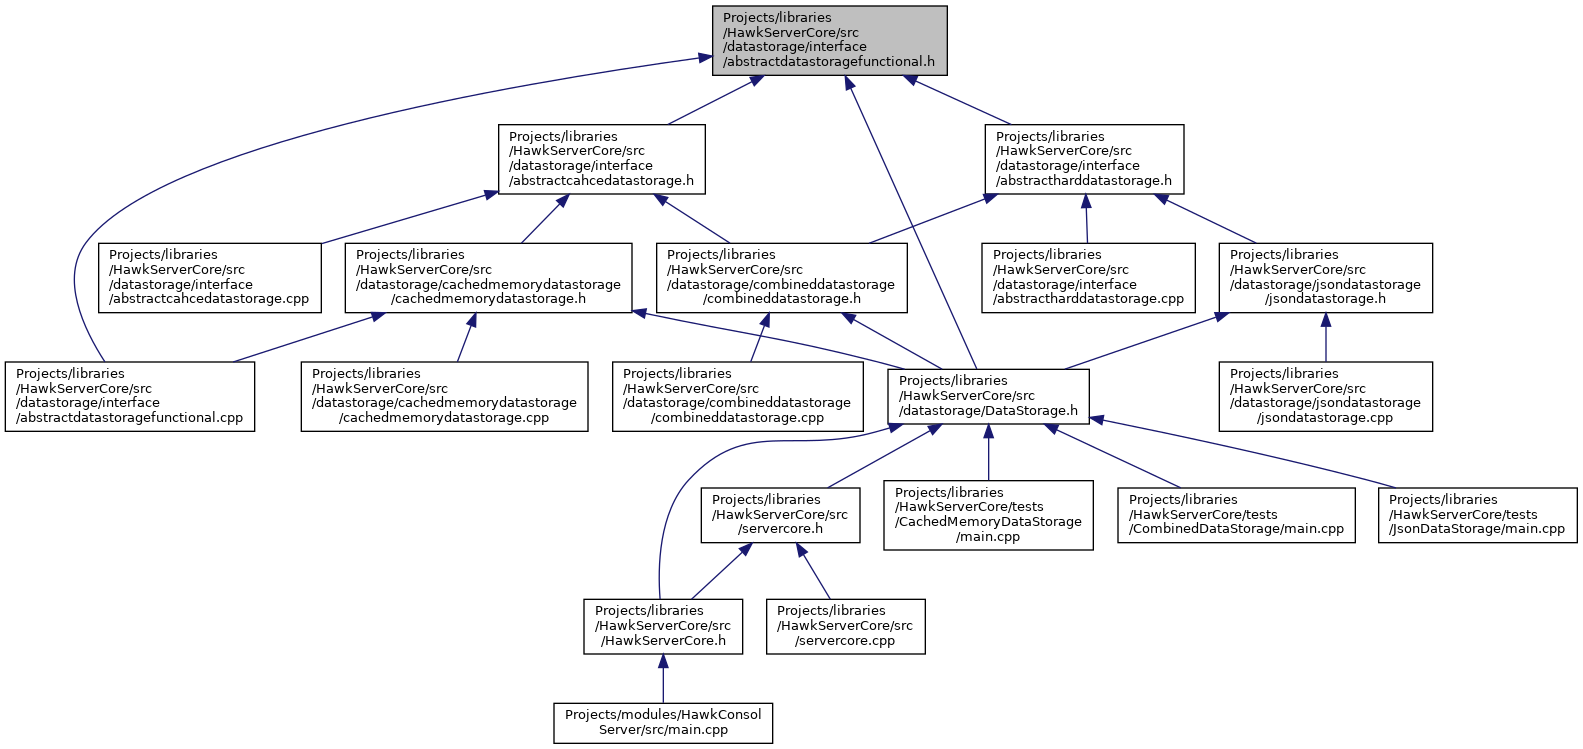 Projects/libraries
/HawkServerCore/src
/datastorage/interface
/abstractdatastoragefunctional.h
Projects/libraries
/HawkServerCore/src
/datastorage/interface
/abstractcahcedatastorage.h
Projects/libraries
/HawkServerCore/src
/datastorage/interface
/abstractharddatastorage.h
Projects/libraries
/HawkServerCore/src
/datastorage/interface
/abstractcahcedatastorage.cpp
Projects/libraries
/HawkServerCore/src
/datastorage/cachedmemorydatastorage
/cachedmemorydatastorage.h
Projects/libraries
/HawkServerCore/src
/datastorage/combineddatastorage
/combineddatastorage.h
Projects/libraries
/HawkServerCore/src
/datastorage/interface
/abstractharddatastorage.cpp
Projects/libraries
/HawkServerCore/src
/datastorage/jsondatastorage
/jsondatastorage.h
Projects/libraries
/HawkServerCore/src
/datastorage/interface
/abstractdatastoragefunctional.cpp
Projects/libraries
/HawkServerCore/src
/datastorage/cachedmemorydatastorage
/cachedmemorydatastorage.cpp
Projects/libraries
/HawkServerCore/src
/datastorage/combineddatastorage
/combineddatastorage.cpp
Projects/libraries
/HawkServerCore/src
/datastorage/DataStorage.h
Projects/libraries
/HawkServerCore/src
/datastorage/jsondatastorage
/jsondatastorage.cpp
Projects/libraries
/HawkServerCore/src
/servercore.h
Projects/libraries
/HawkServerCore/tests
/CachedMemoryDataStorage
/main.cpp
Projects/libraries
/HawkServerCore/tests
/CombinedDataStorage/main.cpp
Projects/libraries
/HawkServerCore/tests
/JsonDataStorage/main.cpp
Projects/libraries
/HawkServerCore/src
/HawkServerCore.h
Projects/libraries
/HawkServerCore/src
/servercore.cpp
Projects/modules/HawkConsol
Server/src/main.cpp